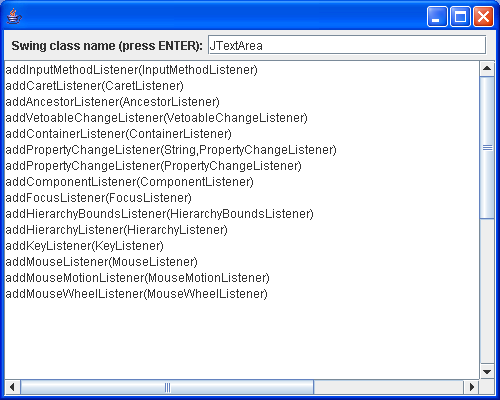 Swing class name (press ENTER): JTextArea
addInputMethodListener(InputMethodListener)
addCaretListener(CaretListener)
addAncestorListener(AncestorListener)
addVetoableChangeListener(VetoableChangeListener)
addContainerListener(ContainerListener)
addPropertyChangeListener(String,PropertyChangeListener)
addPropertyChangeListener(PropertyChangeListener)
addComponentListener(ComponentListener)
addFocusListener(FocusListener)
addHierarchyBoundsListener(HierarchyBoundsListener)
addHierarchyListener(HierarchyListener)
addKeyListener(KeyListener)
addMouseListener(MouseListener)
addMouseMotionListener(MouseMotionListener)
addMouseWheelListener(MouseWheelListener)